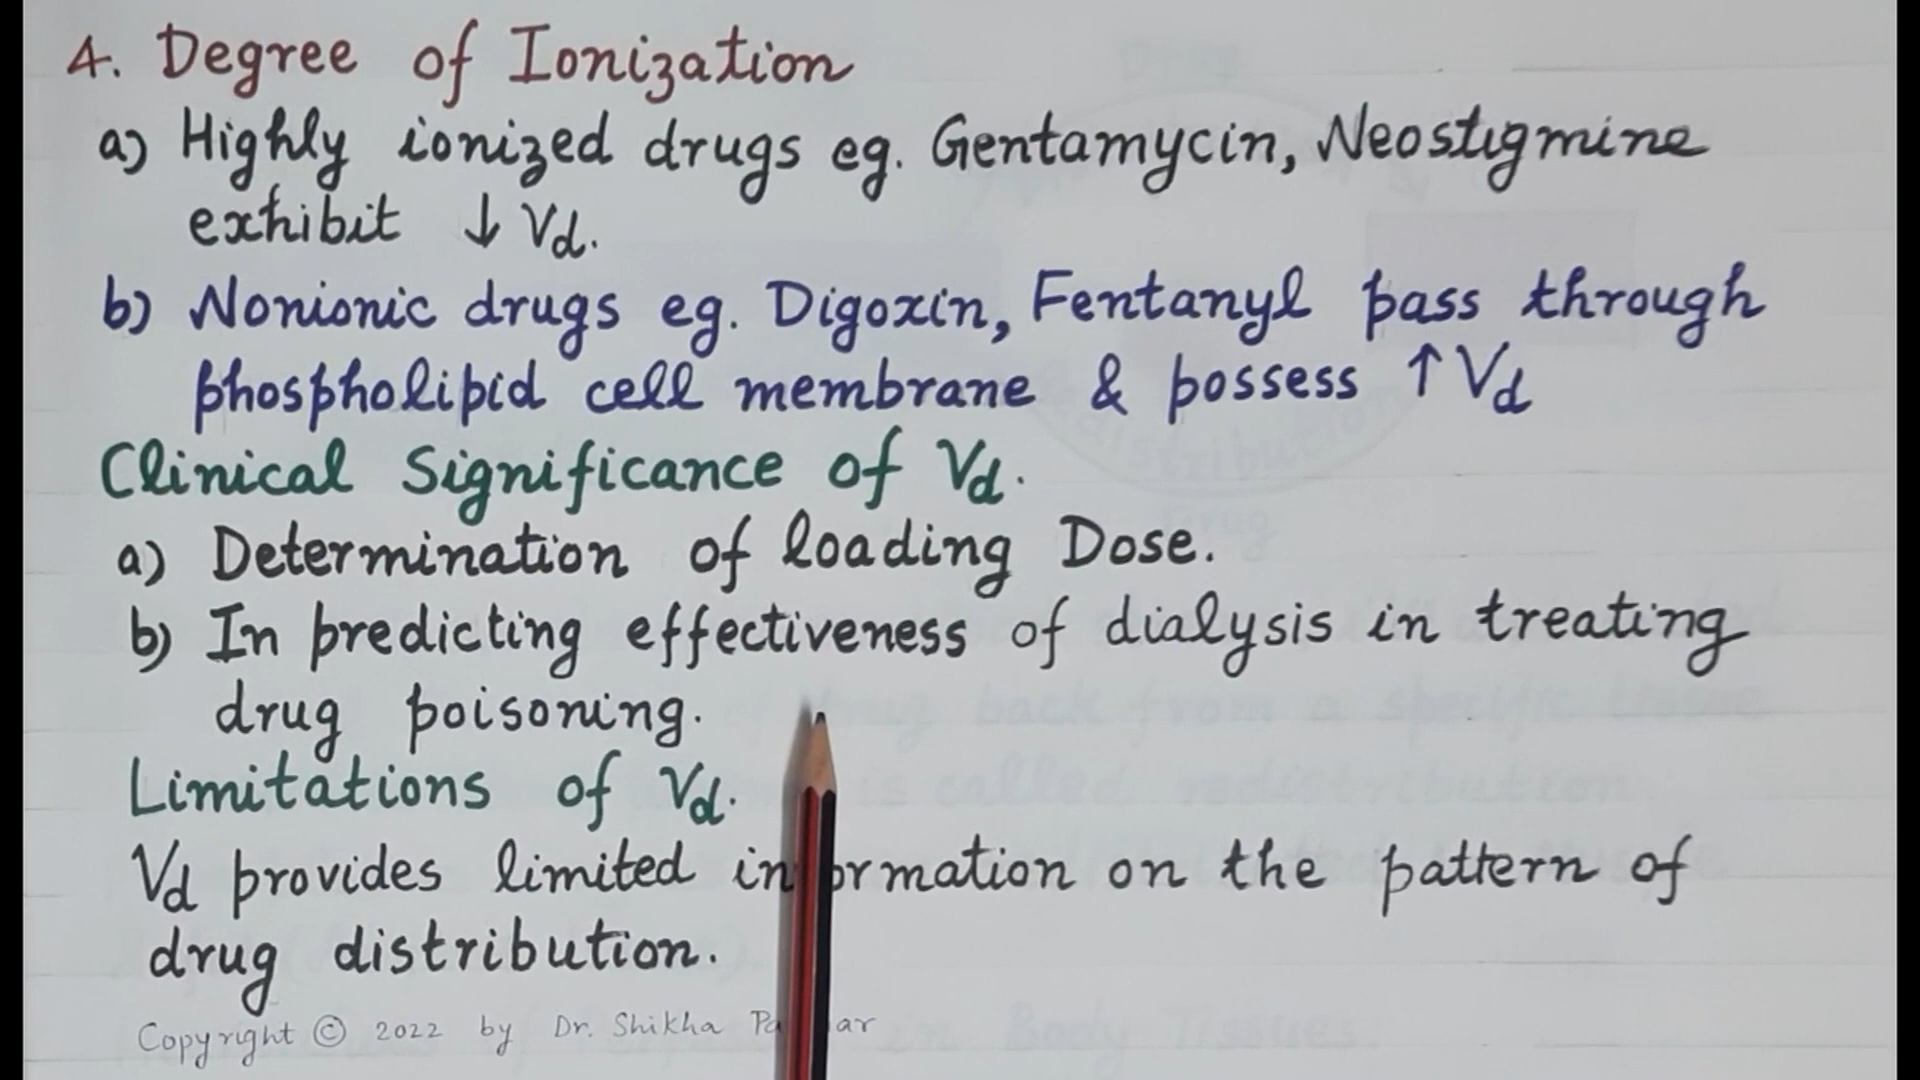 4. Degree of Ionization
a) Highly ionized drugs eg. Gentamycin, Neostigmine
exhibit ↓ Vd.
b) Nonionic drugs eg. Digoxin, Fentanyl pass through
phospholipid cell membrane & possess ↑ Vd
Clinical Significance of Vd.
a) Determination of loading Dose.
b) In predicting effectiveness of dialysis in treating
drug poisoning.
Limitations of Vd.
Vd provides limited information on the pattern of
drug distribution.
Copyright © 2022 by Dr. Shikha